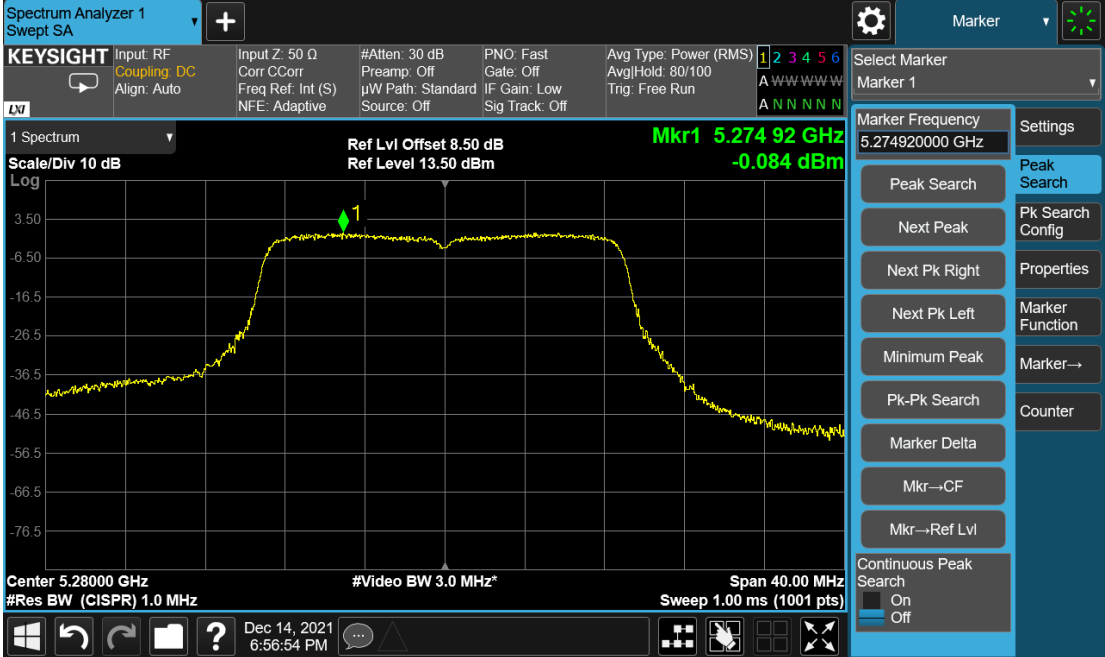 Spectrum Analyzer 1
Swept SA
+
Marker
KEYSIGHT
LXI
Input: RF
Coupling: DC
Align: Auto
Input Z: 50 Ω
Corr CCorr
Freq Ref: Int (S)
NFE: Adaptive
#Atten: 30 dB
Preamp: Off
µW Path: Standard
Source: Off
PNO: Fast
Gate: Off
IF Gain: Low
Sig Track: Off
Avg Type: Power (RMS)
Avg|Hold: 80/100
Trig: Free Run
1 2 3 4 5 6
A W W W W W
A N N N N N
Select Marker
Marker 1
1 Spectrum
Scale/Div 10 dB
Log
Ref Lvl Offset 8.50 dB
Ref Level 13.50 dBm
Mkr1 5.274 92 GHz
-0.084 dBm
1
3.50
-6.50
-16.5
-26.5
-36.5
-46.5
-56.5
-66.5
-76.5
Center 5.28000 GHz
#Res BW (CISPR) 1.0 MHz
#Video BW 3.0 MHz*
Span 40.00 MHz
Sweep 1.00 ms (1001 pts)
Marker Frequency
5.274920000 GHz
Peak Search
Next Peak
Next Pk Right
Next Pk Left
Minimum Peak
Pk-Pk Search
Marker Delta
Mkr→CF
Mkr→Ref Lvl
Continuous Peak
Search
On
Off
Settings
Peak
Search
Pk Search
Config
Properties
Marker
Function
Marker→
Counter
?
Dec 14, 2021
6:56:54 PM